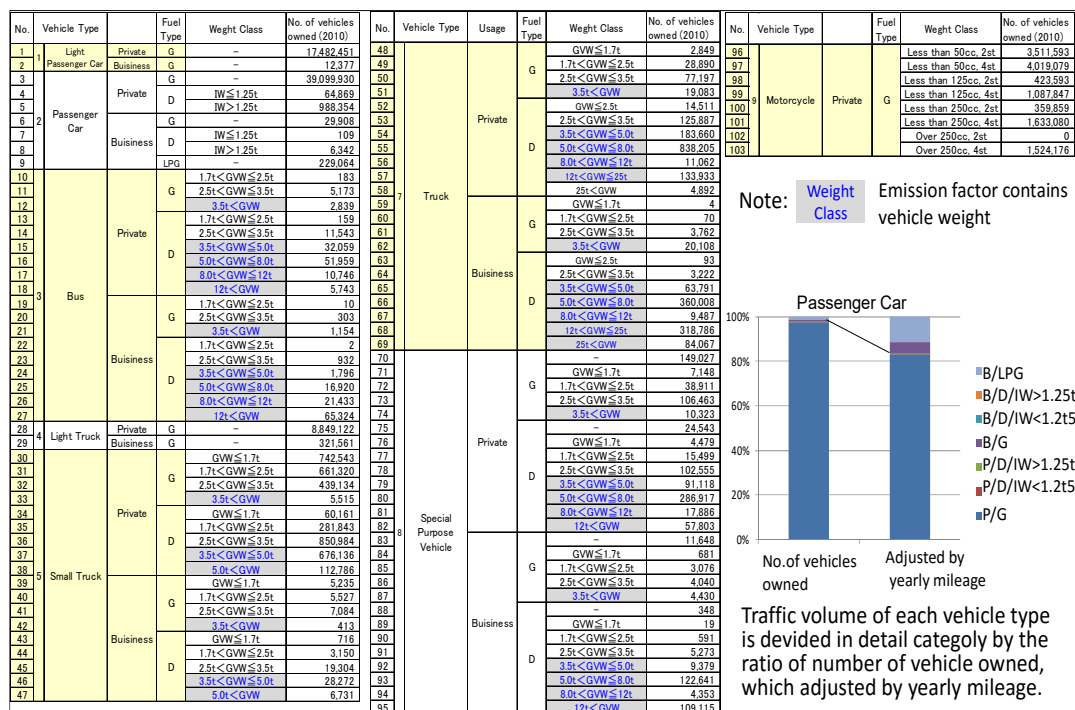 No. Vehicle Type Fuel Type Weght Class No. of vehicles owned (2010)
1 1 Light Passenger Car Private G – 17,482,451
2 Buisiness G – 12,377
3 2 Passenger Car Private G – 39,099,930
4 D IW≦1.25t 64,869
5 IW＞1.25t 988,354
6 Buisiness G – 29,908
7 D IW≦1.25t 109
8 IW＞1.25t 6,342
9 LPG – 229,064
10 3 Bus Private G 1.7t＜GVW≦2.5t 183
11 2.5t＜GVW≦3.5t 5,173
12 3.5t＜GVW 2,839
13 D 1.7t＜GVW≦2.5t 159
14 2.5t＜GVW≦3.5t 11,543
15 3.5t＜GVW≦5.0t 32,059
16 5.0t＜GVW≦8.0t 51,959
17 8.0t＜GVW≦12t 10,746
18 12t＜GVW 5,743
19 Buisiness G 1.7t＜GVW≦2.5t 10
20 2.5t＜GVW≦3.5t 303
21 3.5t＜GVW 1,154
22 D 1.7t＜GVW≦2.5t 2
23 2.5t＜GVW≦3.5t 932
24 3.5t＜GVW≦5.0t 1,796
25 5.0t＜GVW≦8.0t 16,920
26 8.0t＜GVW≦12t 21,433
27 12t＜GVW 65,324
28 4 Light Truck Private G – 8,849,122
29 Business G – 321,561
30 5 Small Truck Private G GVW≦1.7t 742,543
31 1.7t＜GVW≦2.5t 661,320
32 2.5t＜GVW≦3.5t 439,134
33 3.5t＜GVW 5,515
34 D GVW≦1.7t 60,161
35 1.7t＜GVW≦2.5t 281,843
36 2.5t＜GVW≦3.5t 850,984
37 3.5t＜GVW≦5.0t 676,136
38 5.0t＜GVW 112,786
39 Buisiness G GVW≦1.7t 5,235
40 1.7t＜GVW≦2.5t 5,527
41 2.5t＜GVW≦3.5t 7,084
42 3.5t＜GVW 413
43 D GVW≦1.7t 716
44 1.7t＜GVW≦2.5t 3,150
45 2.5t＜GVW≦3.5t 19,304
46 3.5t＜GVW≦5.0t 28,272
47 5.0t＜GVW 6,731
No. Vehicle Type Usage Fuel Type Weght Class No. of vehicles owned (2010)
48 7 Truck Private G GVW≦1.7t 2,849
49 1.7t＜GVW≦2.5t 28,890
50 2.5t＜GVW≦3.5t 77,197
51 3.5t＜GVW 19,083
52 D GVW≦2.5t 14,511
53 2.5t＜GVW≦3.5t 125,887
54 3.5t＜GVW≦5.0t 183,660
55 5.0t＜GVW≦8.0t 838,205
56 8.0t＜GVW≦12t 11,062
57 12t＜GVW≦25t 133,933
58 25t＜GVW 4,892
59 Buisiness G GVW≦1.7t 4
60 1.7t＜GVW≦2.5t 70
61 2.5t＜GVW≦3.5t 3,762
62 3.5t＜GVW 20,108
63 D GVW≦2.5t 93
64 2.5t＜GVW≦3.5t 3,222
65 3.5t＜GVW≦5.0t 63,791
66 5.0t＜GVW≦8.0t 360,008
67 8.0t＜GVW≦12t 9,487
68 12t＜GVW≦25t 318,786
69 25t＜GVW 84,067
70 8 Special Purpose Vehicle Private G – 149,027
71 GVW≦1.7t 7,148
72 1.7t＜GVW≦2.5t 38,911
73 2.5t＜GVW≦3.5t 106,463
74 3.5t＜GVW 10,323
75 D – 24,543
76 GVW≦1.7t 4,479
77 1.7t＜GVW≦2.5t 15,499
78 2.5t＜GVW≦3.5t 102,555
79 3.5t＜GVW≦5.0t 91,118
80 5.0t＜GVW≦8.0t 286,917
81 8.0t＜GVW≦12t 17,886
82 12t＜GVW 57,803
83 Buisiness G – 11,648
84 GVW≦1.7t 681
85 1.7t＜GVW≦2.5t 3,076
86 2.5t＜GVW≦3.5t 4,040
87 3.5t＜GVW 4,430
88 D – 348
89 GVW≦1.7t 19
90 1.7t＜GVW≦2.5t 591
91 2.5t＜GVW≦3.5t 5,273
92 3.5t＜GVW≦5.0t 9,379
93 5.0t＜GVW≦8.0t 122,641
94 8.0t＜GVW≦12t 4,353
95 12t＜GVW 109,115
No. Vehicle Type Fuel Type Weght Class No. of vehicles owned (2010)
96 9 Motorcycle Private G Less than 50cc, 2st 3,511,593
97 Less than 50cc, 4st 4,019,079
98 Less than 125cc, 2st 423,593
99 Less than 125cc, 4st 1,087,847
100 Less than 250cc, 2st 359,859
101 Less than 250cc, 4st 1,633,080
102 Over 250cc, 2st 0
103 Over 250cc, 4st 1,524,176
Note: Weight Class Emission factor contains
vehicle weight
Passenger Car
100%
80%
60%
40%
20%
0%
No.of vehicles
owned
Adjusted by
yearly mileage
B/LPG
B/D/IW>1.25t
B/D/IW<1.2t5
B/G
P/D/IW>1.25t
P/D/IW<1.2t5
P/G
Traffic volume of each vehicle type
is devided in detail categoly by the
ratio of number of vehicle owned,
which adjusted by yearly mileage.